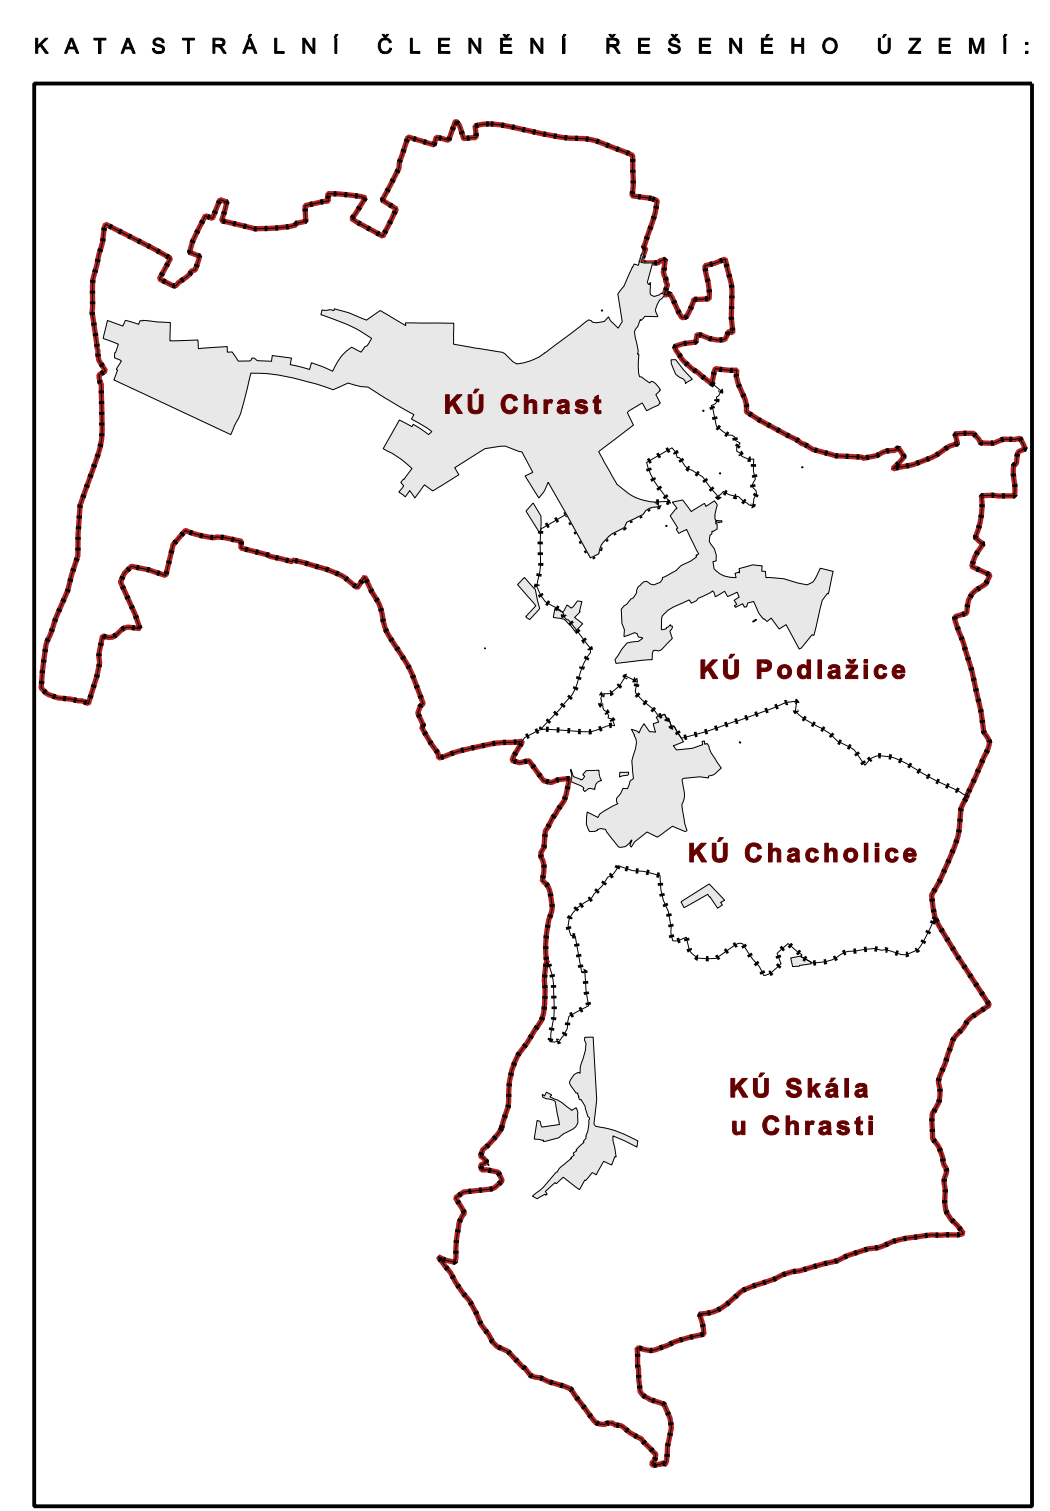 KATASTRÁLNÍ ČLENĚNÍ ŘEŠENÉHO ÚZEMÍ:
KÚ Chrast
KÚ Podlažice
KÚ Chacholice
KÚ Skála
u Chrasti